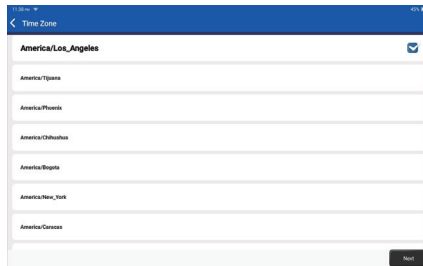 11:38
45%
Time Zone
America/Los_Angeles
America/Tijuana
America/Phoenix
America/Chihushus
America/Bogota
America/New_York
America/Caracas
Next